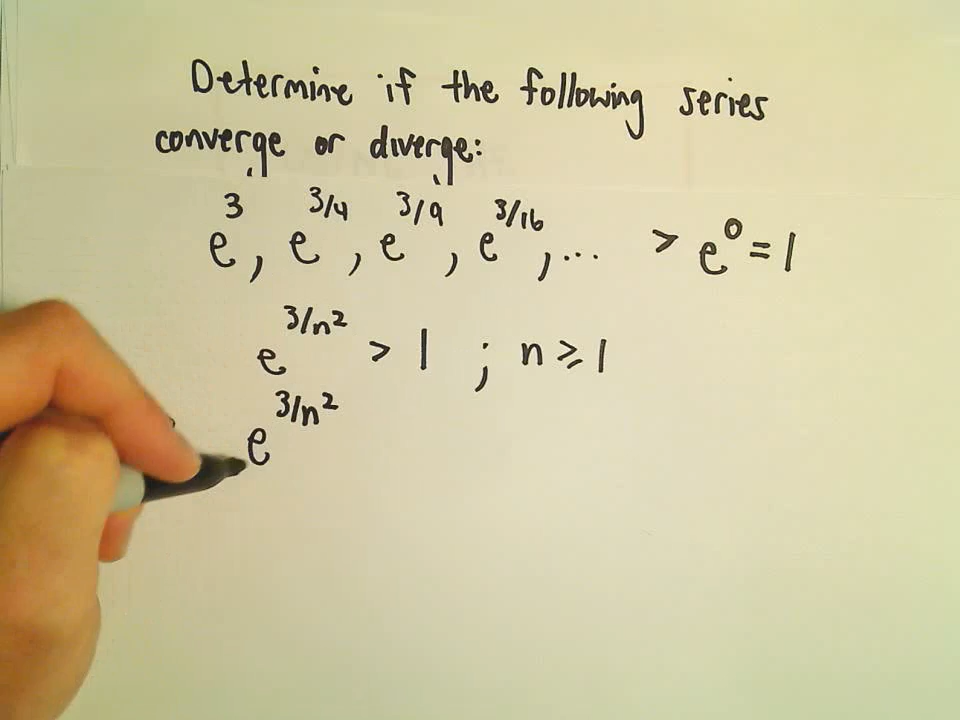 Determine if the following series
converge or diverge:
e^3, e^{3/4}, e^{3/9}, e^{3/16}, ... > e^0 = 1
e^{3/n^2} > 1 ; n ≥ 1
e^{3/n^2}